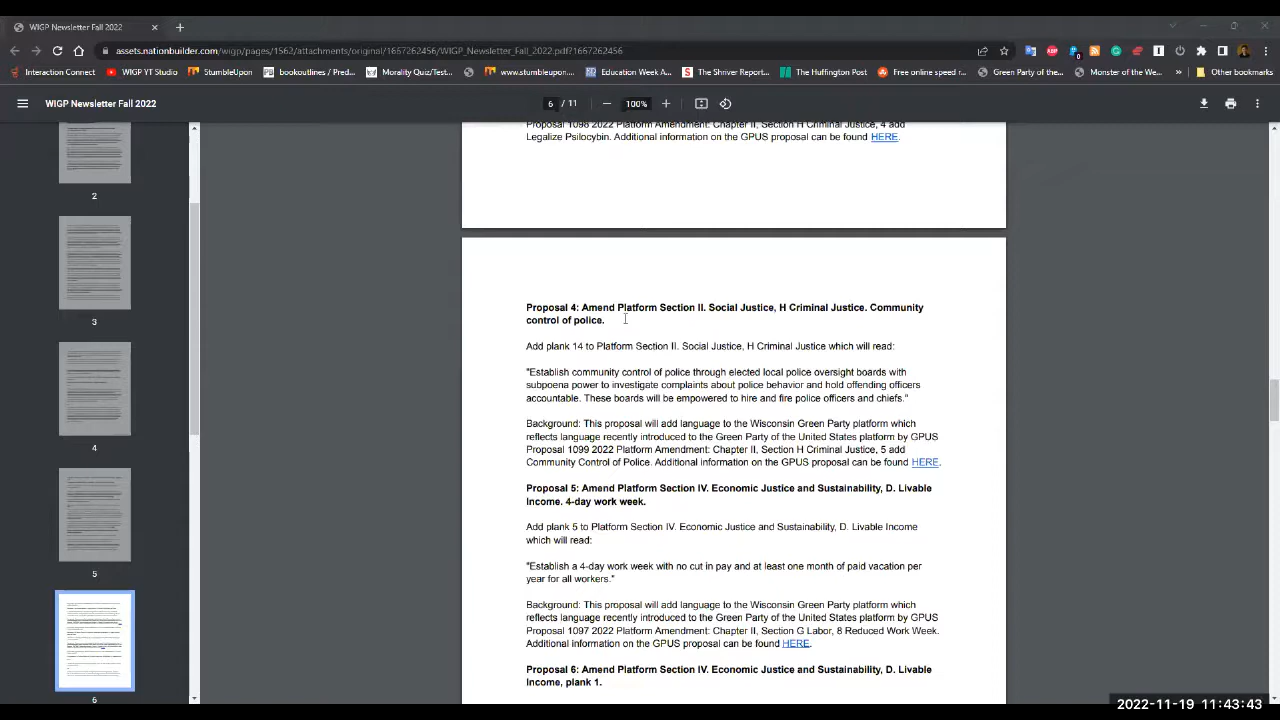 WIGP Newsletter Fall 2022
assets.nationbuilder.com/wigp/pages/1562/attachments/original/1667262456/WIGP_Newsletter_Fall_2022.pdf?1667262456
Interaction Connect
WIGP YT Studio
StumbleUpon
bookoutlines / Pred...
Morality Quiz/Test...
www.stumbleupon....
Education Week A...
The Shriver Report...
The Huffington Post
Free online speed r...
Green Party of the...
Monster of the We...
»
Other bookmarks
WIGP Newsletter Fall 2022
6 / 11
100%
2
3
4
5
6
Proposal 1098 2022 Platform Amendment: Chapter II, Section H Criminal Justice, 4 add
Legalize Psilocybin. Additional information on the GPUS proposal can be found HERE.
Proposal 4: Amend Platform Section II. Social Justice, H Criminal Justice. Community
control of police.
Add plank 14 to Platform Section II. Social Justice, H Criminal Justice which will read:
"Establish community control of police through elected local police oversight boards with
subpoena power to investigate complaints about police behavior and hold offending officers
accountable. These boards will be empowered to hire and fire police officers and chiefs."
Background: This proposal will add language to the Wisconsin Green Party platform which
reflects language recently introduced to the Green Party of the United States platform by GPUS
Proposal 1099 2022 Platform Amendment: Chapter II, Section H Criminal Justice, 5 add
Community Control of Police. Additional information on the GPUS proposal can be found HERE.
Proposal 5: Amend Platform Section IV. Economic Justice and Sustainability, D. Livable
Income. 4-day work week.
Add plank 5 to Platform Section IV. Economic Justice and Sustainability, D. Livable Income
which will read:
"Establish a 4-day work week with no cut in pay and at least one month of paid vacation per
year for all workers."
Background: This proposal will add language to the Wisconsin Green Party platform which
reflects language recently introduced to the Green Party of the United States platform by GPUS
Proposal 1097 2022 Platform Amendment: Chapter II, Section G Labor, 8 Reduced Work Week.
Additional information on the GPUS proposal can be found HERE.
Proposal 6: Amend Platform Section IV. Economic Justice and Sustainability, D. Livable
Income, plank 1.
2022-11-19 11:43:43